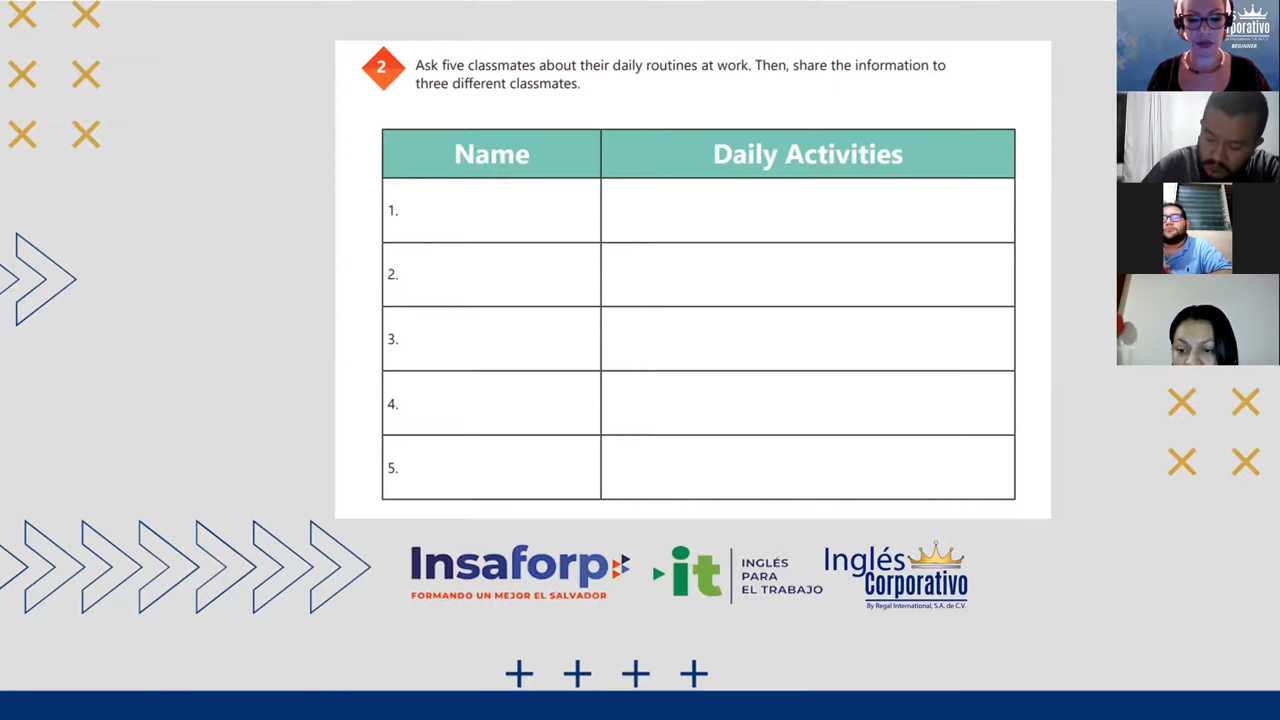 2
Ask five classmates about their daily routines at work. Then, share the information to
three different classmates.
Name Daily Activities
1.
2.
3.
4.
5.
Insaforp
FORMANDO UN MEJOR EL SALVADOR
it
INGLÉS
PARA
EL TRABAJO
Inglés
Corporativo
By Regal International, S.A. de C.V.
BEGINNER